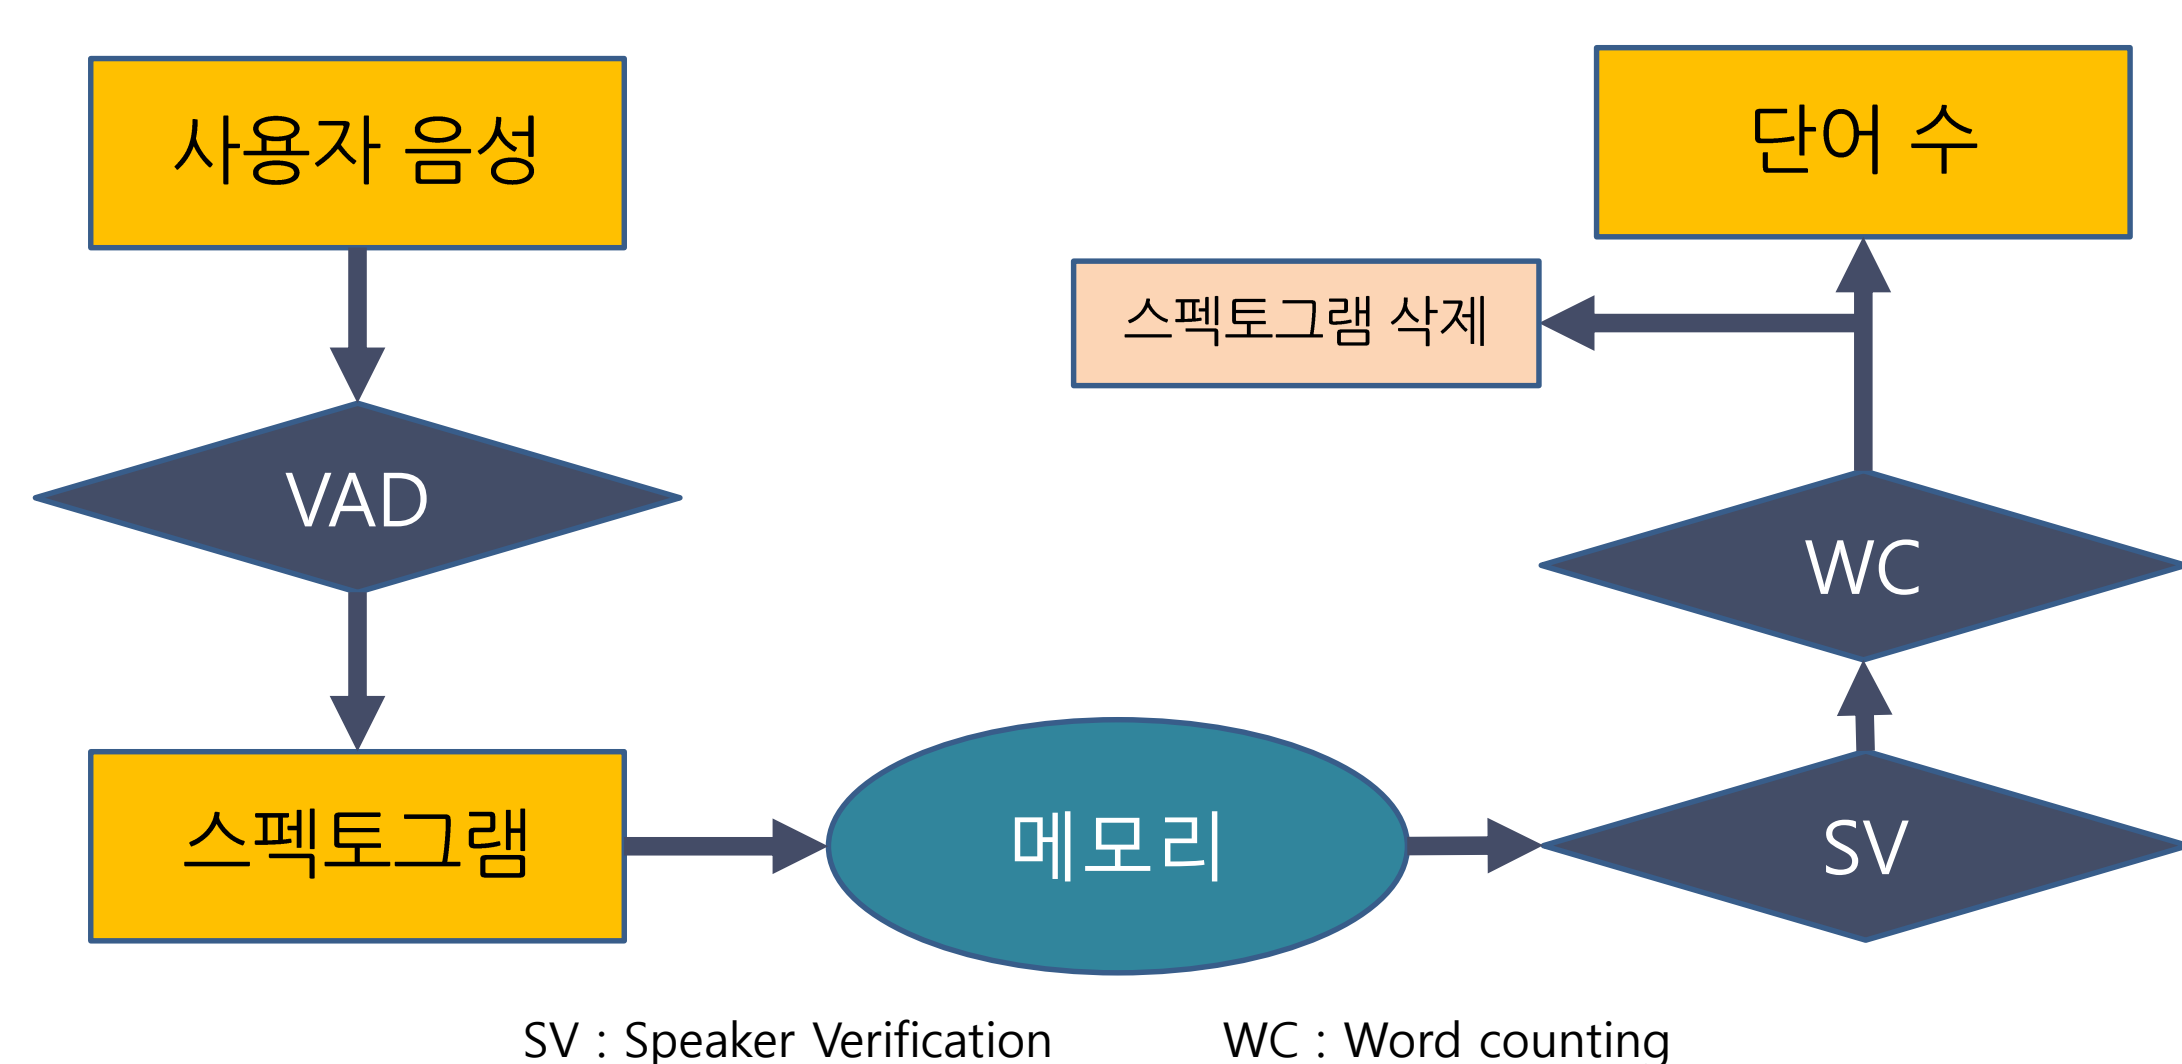 사용자 음성
단어 수
스펙토그램 삭제
VAD
WC
스펙토그램
메모리
SV
SV : Speaker Verification
WC : Word counting